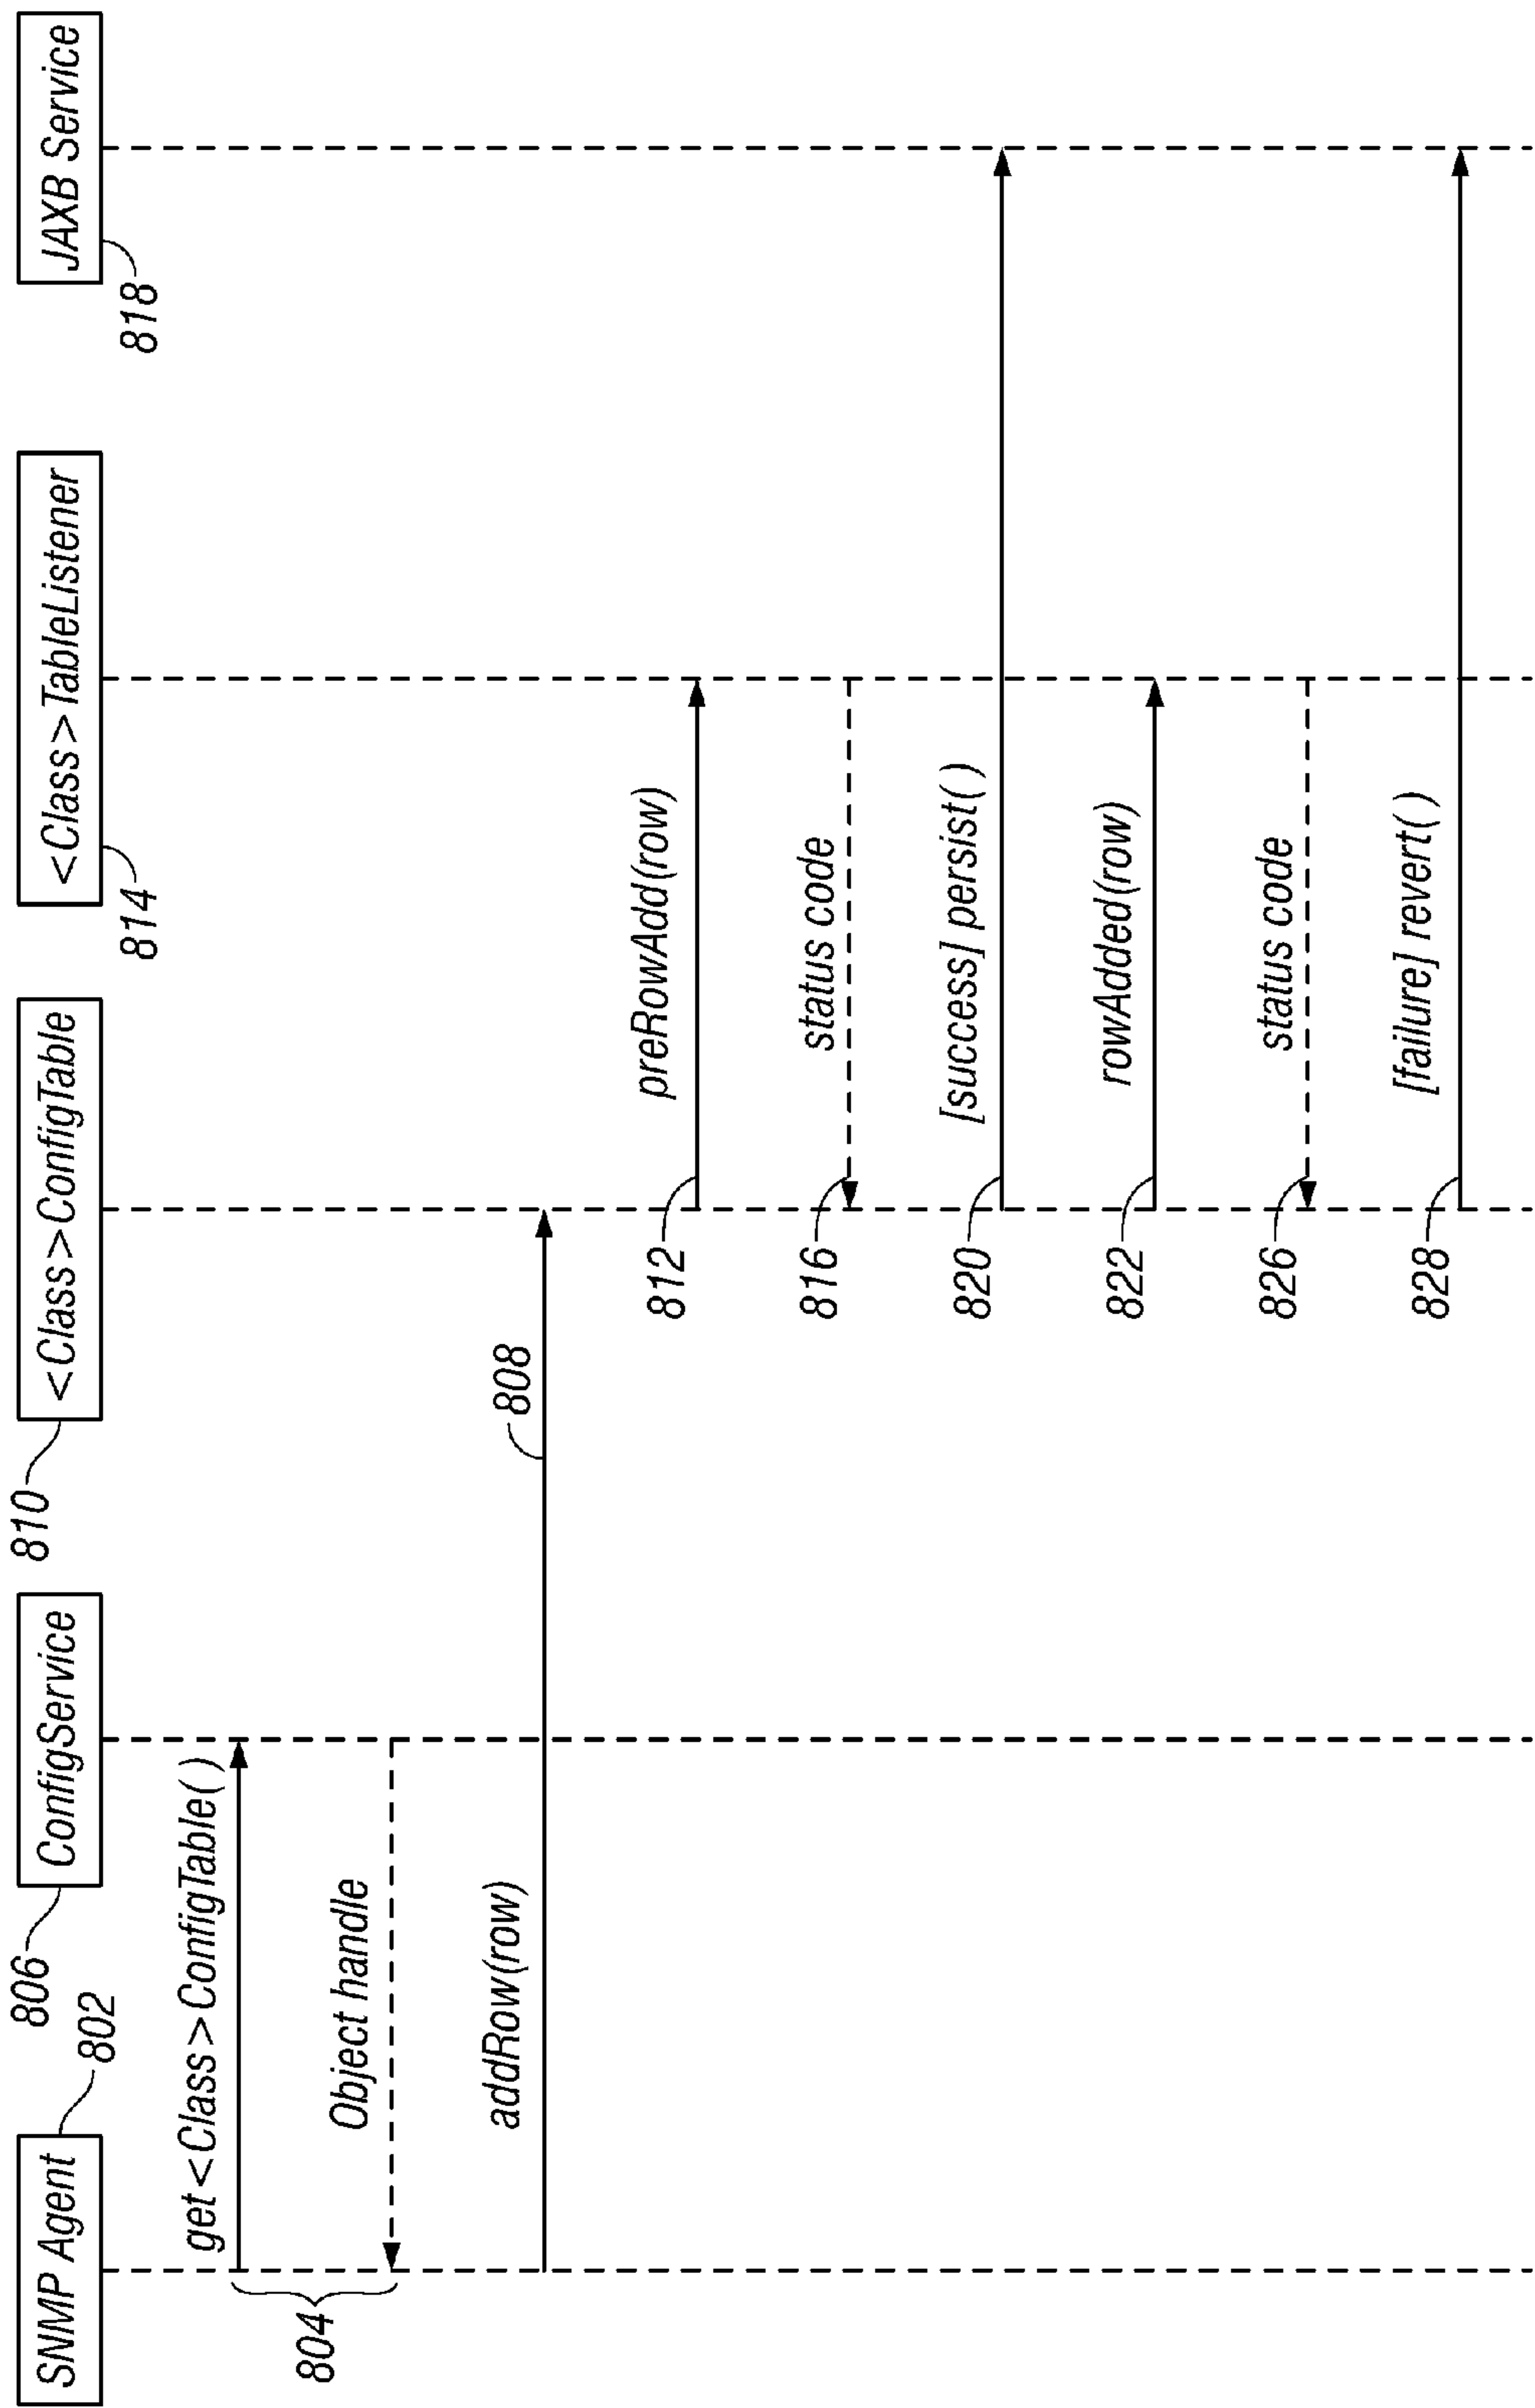 SNMP Agent
802
ConfigService
806
<Class>ConfigTable
810
<Class>TableListener
814
JAXB Service
818
get<Class>ConfigTable( )
804
Object handle
addRow(row)
808
preRowAdd(row)
812
status code
816
[success] persist( )
820
rowAdded(row)
822
status code
826
[failure] revert( )
828